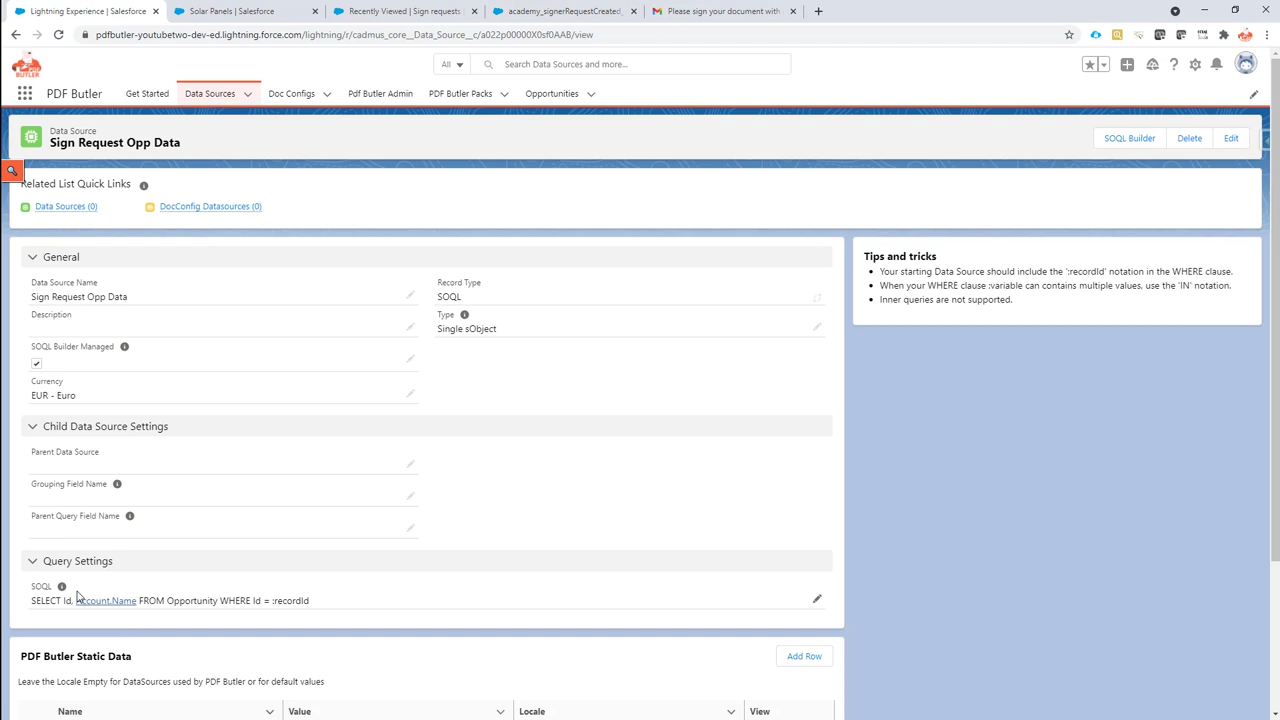 Lightning Experience | Salesforce
Solar Panels | Salesforce
Recently Viewed | Sign requests
academy_signerRequestCreated_
Please sign your document with
pdfbutler-youtubetwo-dev-ed.lightning.force.com/lightning/r/cadmus_core__Data_Source__c/a022p00000X0sf0AAB/view
BUTLER
All
Search Data Sources and more...
PDF Butler
Get Started
Data Sources
Doc Configs
Pdf Butler Admin
PDF Butler Packs
Opportunities
Data Source
Sign Request Opp Data
SOQL Builder
Delete
Edit
Related List Quick Links
Data Sources (0)
DocConfig Datasources (0)
General
Data Source Name
Sign Request Opp Data
Record Type
SOQL
Description
Type
Single sObject
SOQL Builder Managed
Currency
EUR - Euro
Child Data Source Settings
Parent Data Source
Grouping Field Name
Parent Query Field Name
Query Settings
SOQL
SELECT Id, Account.Name FROM Opportunity WHERE Id = :recordId
Tips and tricks
Your starting Data Source should include the ':recordId' notation in the WHERE clause.
When your WHERE clause :variable can contains multiple values, use the 'IN' notation.
Inner queries are not supported.
PDF Butler Static Data
Add Row
Leave the Locale Empty for DataSources used by PDF Butler or for default values
Name
Value
Locale
View